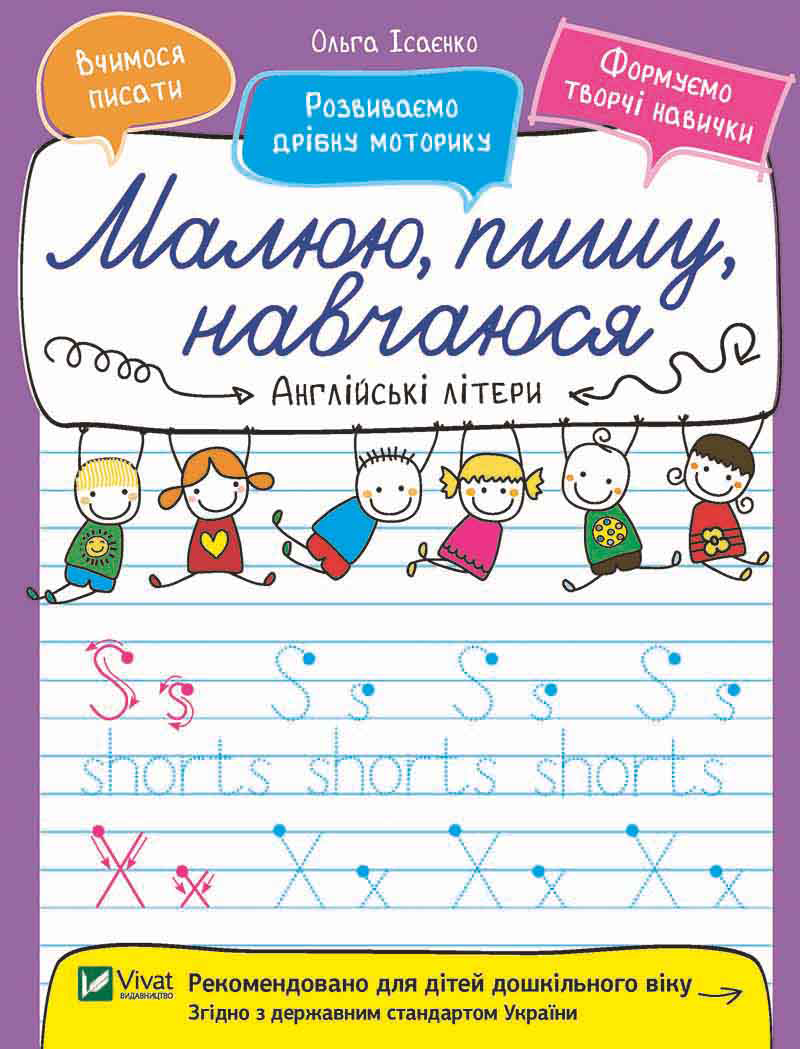 Ольга Ісаєнко
Вчимося
писати
Розвиваємо
дрібну моторику
Формуємо
творчі навички
Малюю, пишу,
навчаюся
Англійські літери
S s S s S s S s
shorts shorts shorts
X x X x X x X x
Vivat
ВИДАВНИЦТВО
Рекомендовано для дітей дошкільного віку
Згідно з державним стандартом України